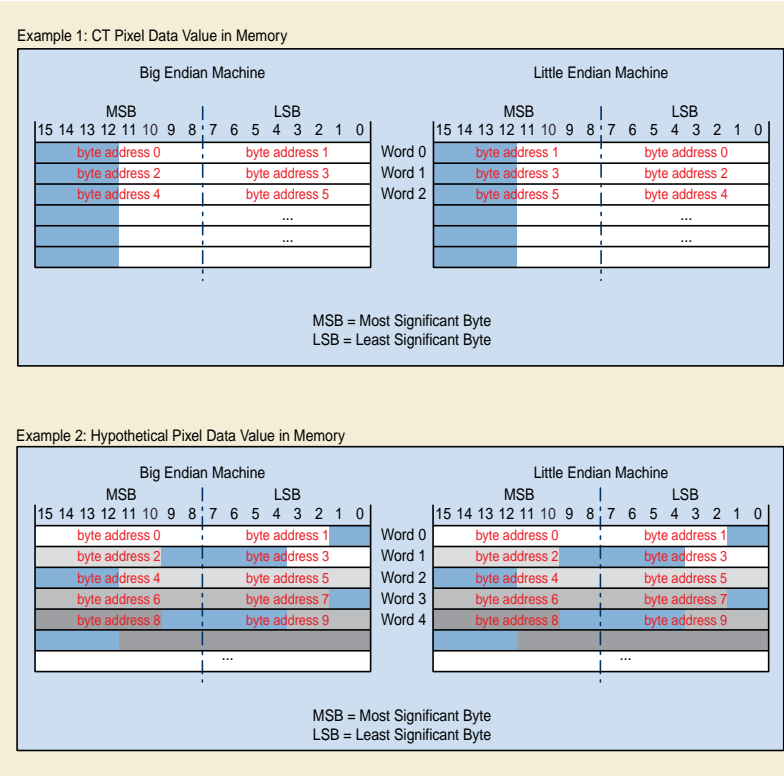 Example 1: CT Pixel Data Value in Memory
Big Endian Machine Little Endian Machine
MSB LSB MSB LSB
15 14 13 12 11 10 9 8 7 6 5 4 3 2 1 0 15 14 13 12 11 10 9 8 7 6 5 4 3 2 1 0
byte address 0 byte address 1 Word 0 byte address 1 byte address 0
byte address 2 byte address 3 Word 1 byte address 3 byte address 2
byte address 4 byte address 5 Word 2 byte address 5 byte address 4
... ...
... ...
MSB = Most Significant Byte
LSB = Least Significant Byte
Example 2: Hypothetical Pixel Data Value in Memory
Big Endian Machine Little Endian Machine
MSB LSB MSB LSB
15 14 13 12 11 10 9 8 7 6 5 4 3 2 1 0 15 14 13 12 11 10 9 8 7 6 5 4 3 2 1 0
byte address 0 byte address 1 Word 0 byte address 0 byte address 1
byte address 2 byte address 3 Word 1 byte address 2 byte address 3
byte address 4 byte address 5 Word 2 byte address 4 byte address 5
byte address 6 byte address 7 Word 3 byte address 6 byte address 7
byte address 8 byte address 9 Word 4 byte address 8 byte address 9
... ...
MSB = Most Significant Byte
LSB = Least Significant Byte